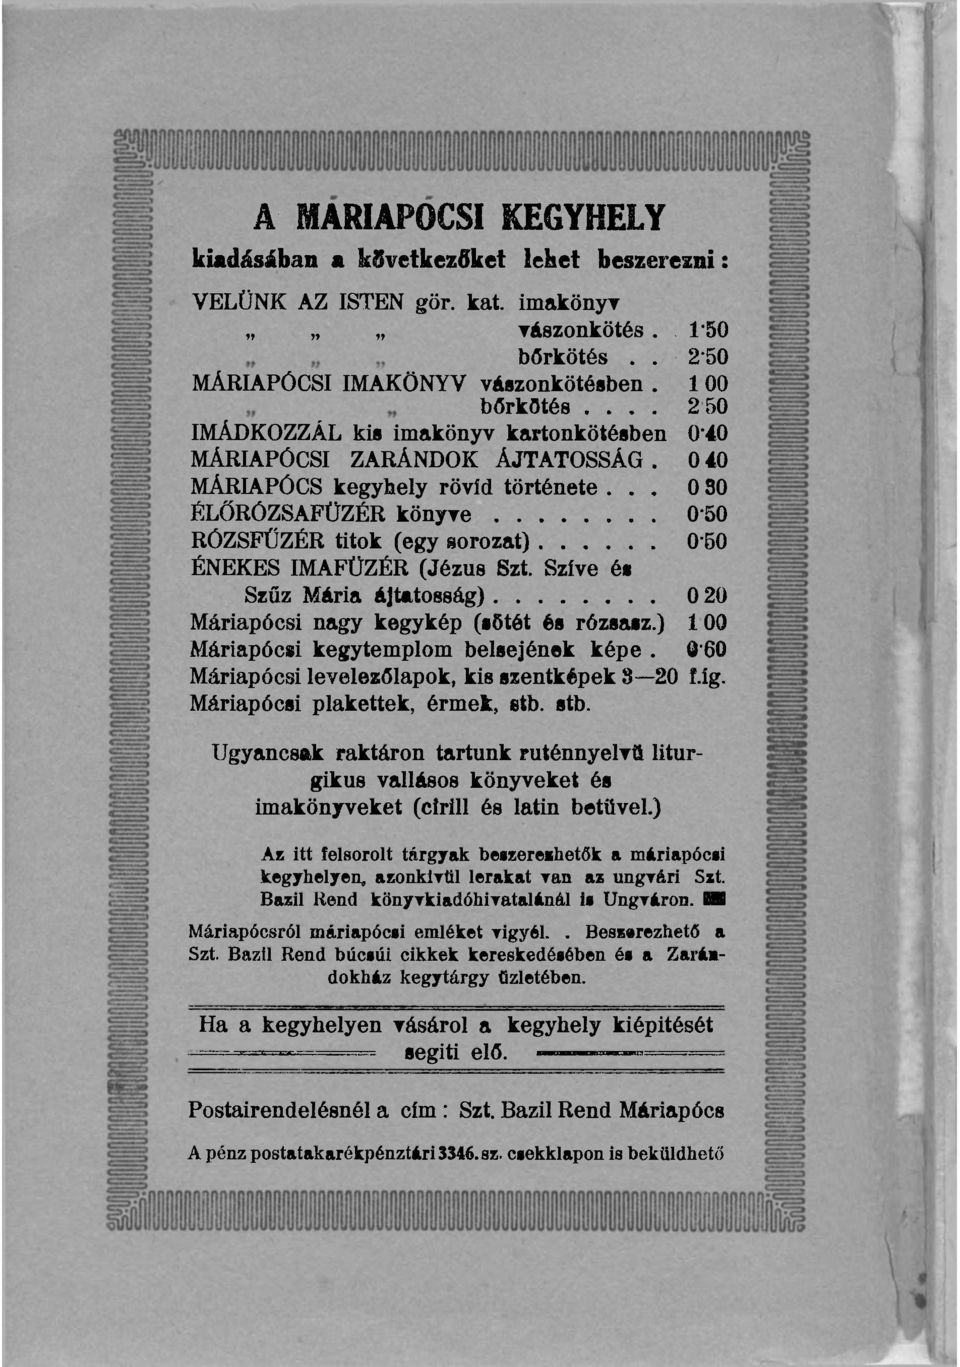 A MÁRIAPÓCSI KEGYHELY
kiadásában a következőket lehet beszerezni :
VELÜNK AZ ISTEN gör. kat. imakönyv
„ „ „ vászonkötés . 1·50
„ „ „ bőrkötés . . 2·50
MÁRIAPÓCSI IMAKÖNYV vászonkötésben . 1 00
„ „ bőrkötés . . . . 2 50
IMÁDKOZZÁL kis imakönyv kartonkötésben 0·40
MÁRIAPÓCSI ZARÁNDOK ÁJTATOSSÁG . 0 40
MÁRIAPÓCS kegyhely rövid története . . . 0 30
ÉLŐRÓZSAFÜZÉR könyve . . . . . . . . 0·50
RÓZSFŰZÉR titok (egy sorozat) . . . . . . 0·50
ÉNEKES IMAFÜZÉR (Jézus Szt. Szíve és
Szűz Mária ájtatosság) . . . . . . . . 0 20
Máriapócsi nagy kegykép (sötét és rózsasz.) 1 00
Máriapócsi kegytemplom belsejének képe . 0·60
Máriapócsi levelezőlapok, kis szentképek 3—20 f.ig.
Máriapócsi plakettek, érmek, stb. stb.
Ugyancsak raktáron tartunk ruténnyelvű litur-
gikus vallásos könyveket és
imakönyveket (cirill és latin betüvel.)
Az itt felsorolt tárgyak beszerezhetők a máriapócsi
kegyhelyen, azonkivül lerakat van az ungvári Szt.
Bazil Rend könyvkiadóhivatalánál is Ungváron.
Máriapócsról máriapócsi emléket vigyél. . Beszerezhető a
Szt. Bazil Rend búcsúi cikkek kereskedésében és a Zarán-
dokház kegytárgy üzletében.
Ha a kegyhelyen vásárol a kegyhely kiépitését
segiti elő.
Postairendelésnél a cím : Szt. Bazil Rend Máriapócs
A pénz postatakarékpénztári 3346. sz. csekklapon is beküldhető